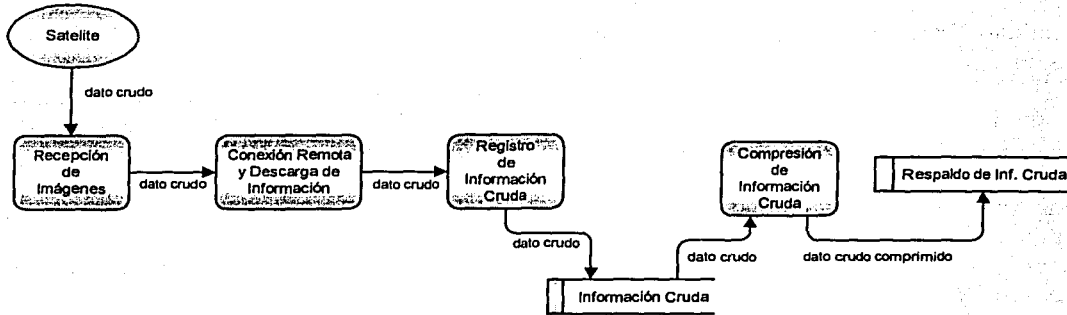 Satelite
dato crudo
Recepción
de
Imágenes
dato crudo
Conexión Remota
y Descarga de
Información
dato crudo
Registro
de
Información
Cruda
dato crudo
Información Cruda
dato crudo
Compresión
de
Información
Cruda
dato crudo comprimido
Respaldo de Inf. Cruda